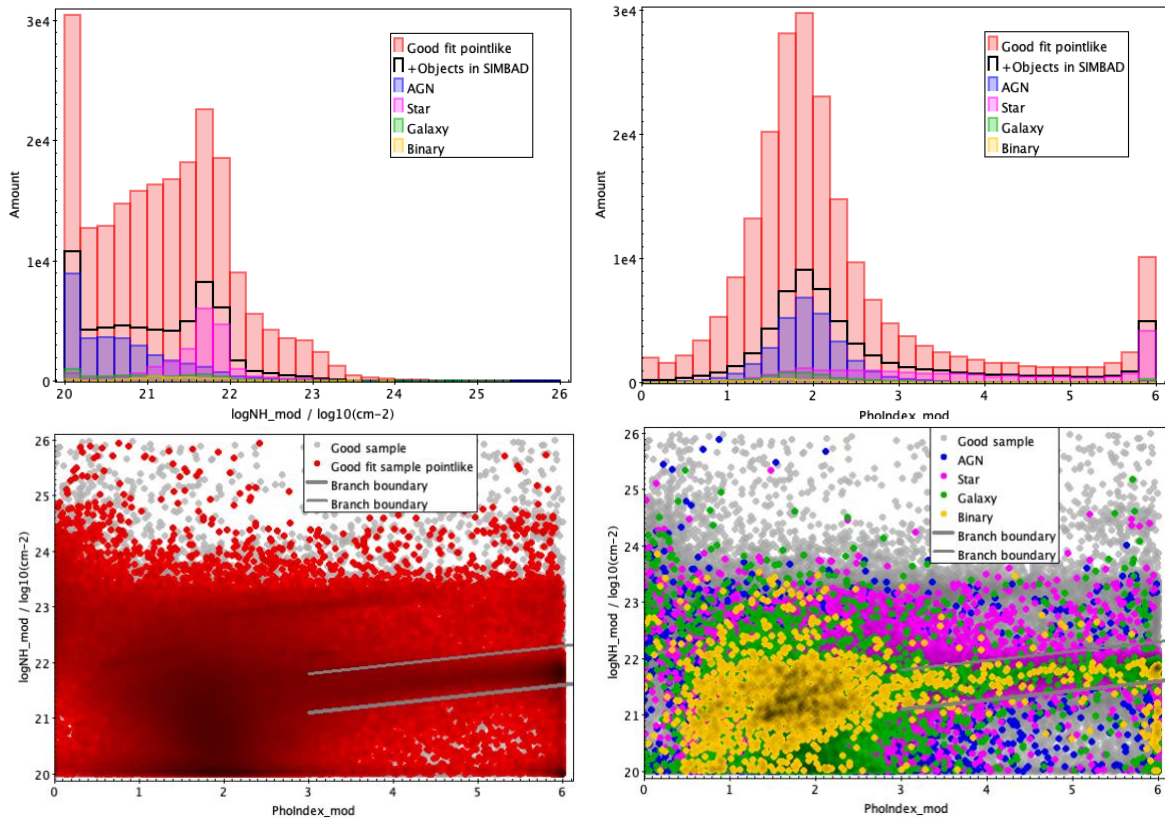 3e4
2e4
1e4
0
Amount
Good fit pointlike
+Objects in SIMBAD
AGN
Star
Galaxy
Binary
20 21 22 23 24 25 26
logNH_mod / log10(cm-2)
3e4
2e4
1e4
0
Amount
Good fit pointlike
+Objects in SIMBAD
AGN
Star
Galaxy
Binary
0 1 2 3 4 5 6
PhoIndex_mod
26
25
24
23
22
21
20
logNH_mod / log10(cm-2)
Good sample
Good fit sample pointlike
Branch boundary
Branch boundary
0 1 2 3 4 5 6
PhoIndex_mod
26
25
24
23
22
21
20
logNH_mod / log10(cm-2)
Good sample
AGN
Star
Galaxy
Binary
Branch boundary
Branch boundary
0 1 2 3 4 5 6
PhoIndex_mod